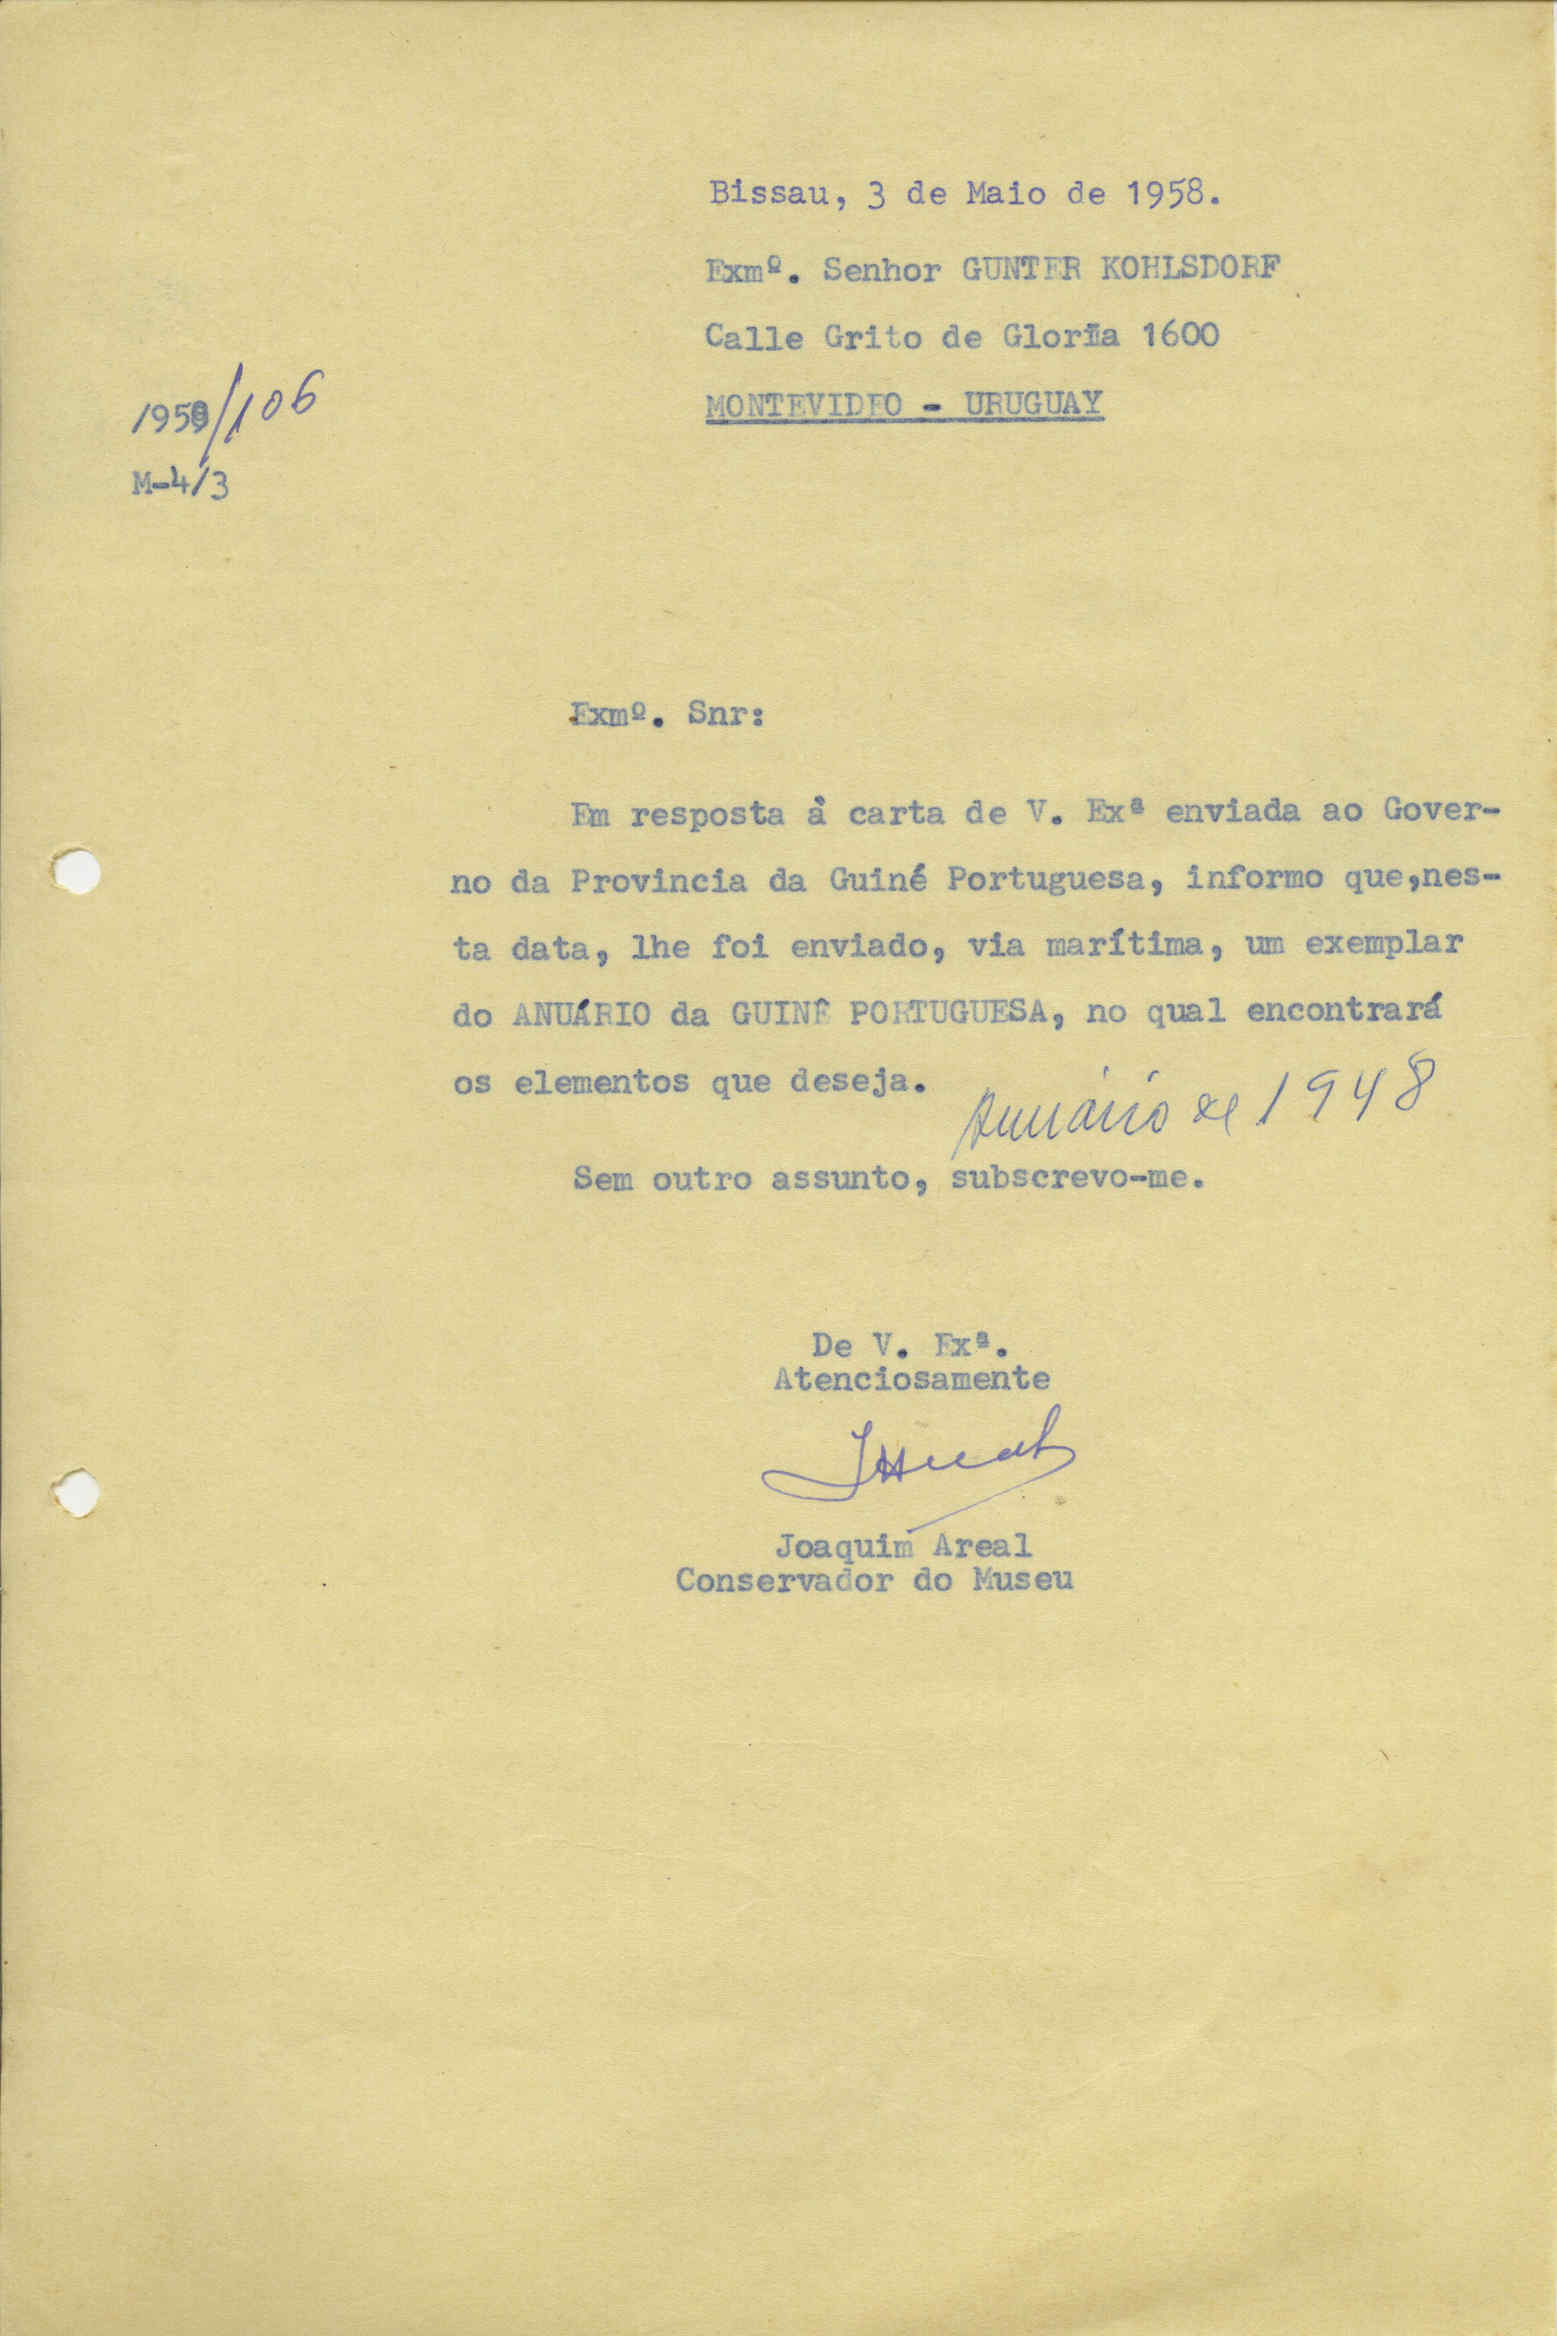 Bissau, 3 de Maio de 1958.
Exmº. Senhor GUNTER KOHLSDORF
Calle Grito de Gloria 1600
MONTEVIDEO - URUGUAY
1958/106
M-4/3
Exmº. Snr:
Em resposta à carta de V. Exª enviada ao Gover-
no da Provincia da Guiné Portuguesa, informo que,nes-
ta data, lhe foi enviado, via marítima, um exemplar
do ANUÁRIO da GUINÉ PORTUGUESA, no qual encontrará
os elementos que deseja.
Anuário de 1948
Sem outro assunto, subscrevo-me.
De V. Exª.
Atenciosamente
Joaquim Areal
Conservador do Museu